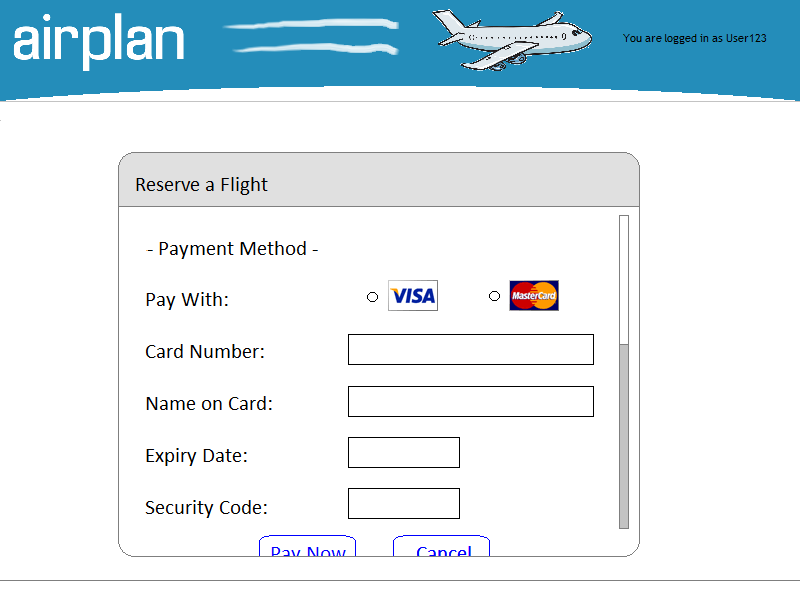 airplan
You are logged in as User123
Reserve a Flight
- Payment Method -
Pay With:
VISA
MasterCard
Card Number:
Name on Card:
Expiry Date:
Security Code:
Pay Now
Cancel